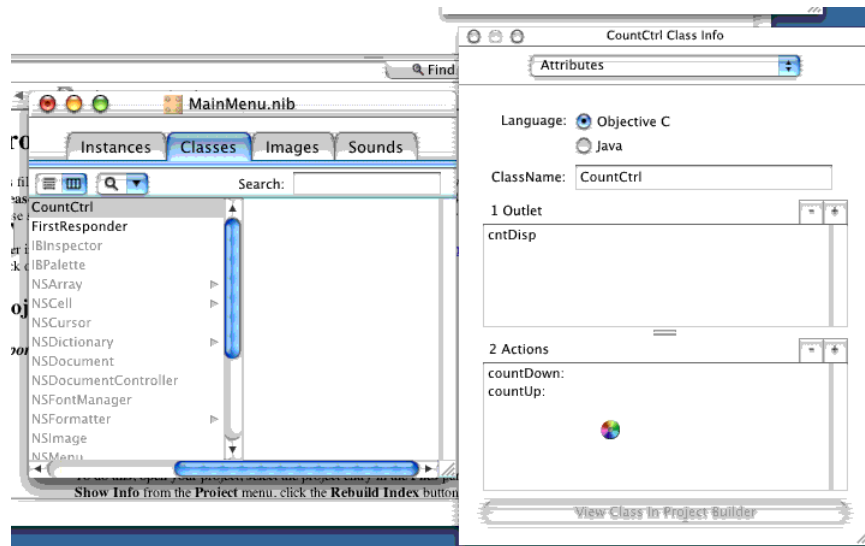 CountCtrl Class Info
Attributes
Find
MainMenu.nib
Instances
Classes
Images
Sounds
Search:
CountCtrl
FirstResponder
IBInspector
IBPalette
NSArray
NSCell
NSCursor
NSDictionary
NSDocument
NSDocumentController
NSFontManager
NSFormatter
NSImage
NSMenu
Show Info from the Project menu, click the Rebuild Index button
Language:
Objective C
Java
ClassName:
CountCtrl
1 Outlet
- +
cntDisp
2 Actions
- +
countDown:
countUp:
View Class in Project Builder